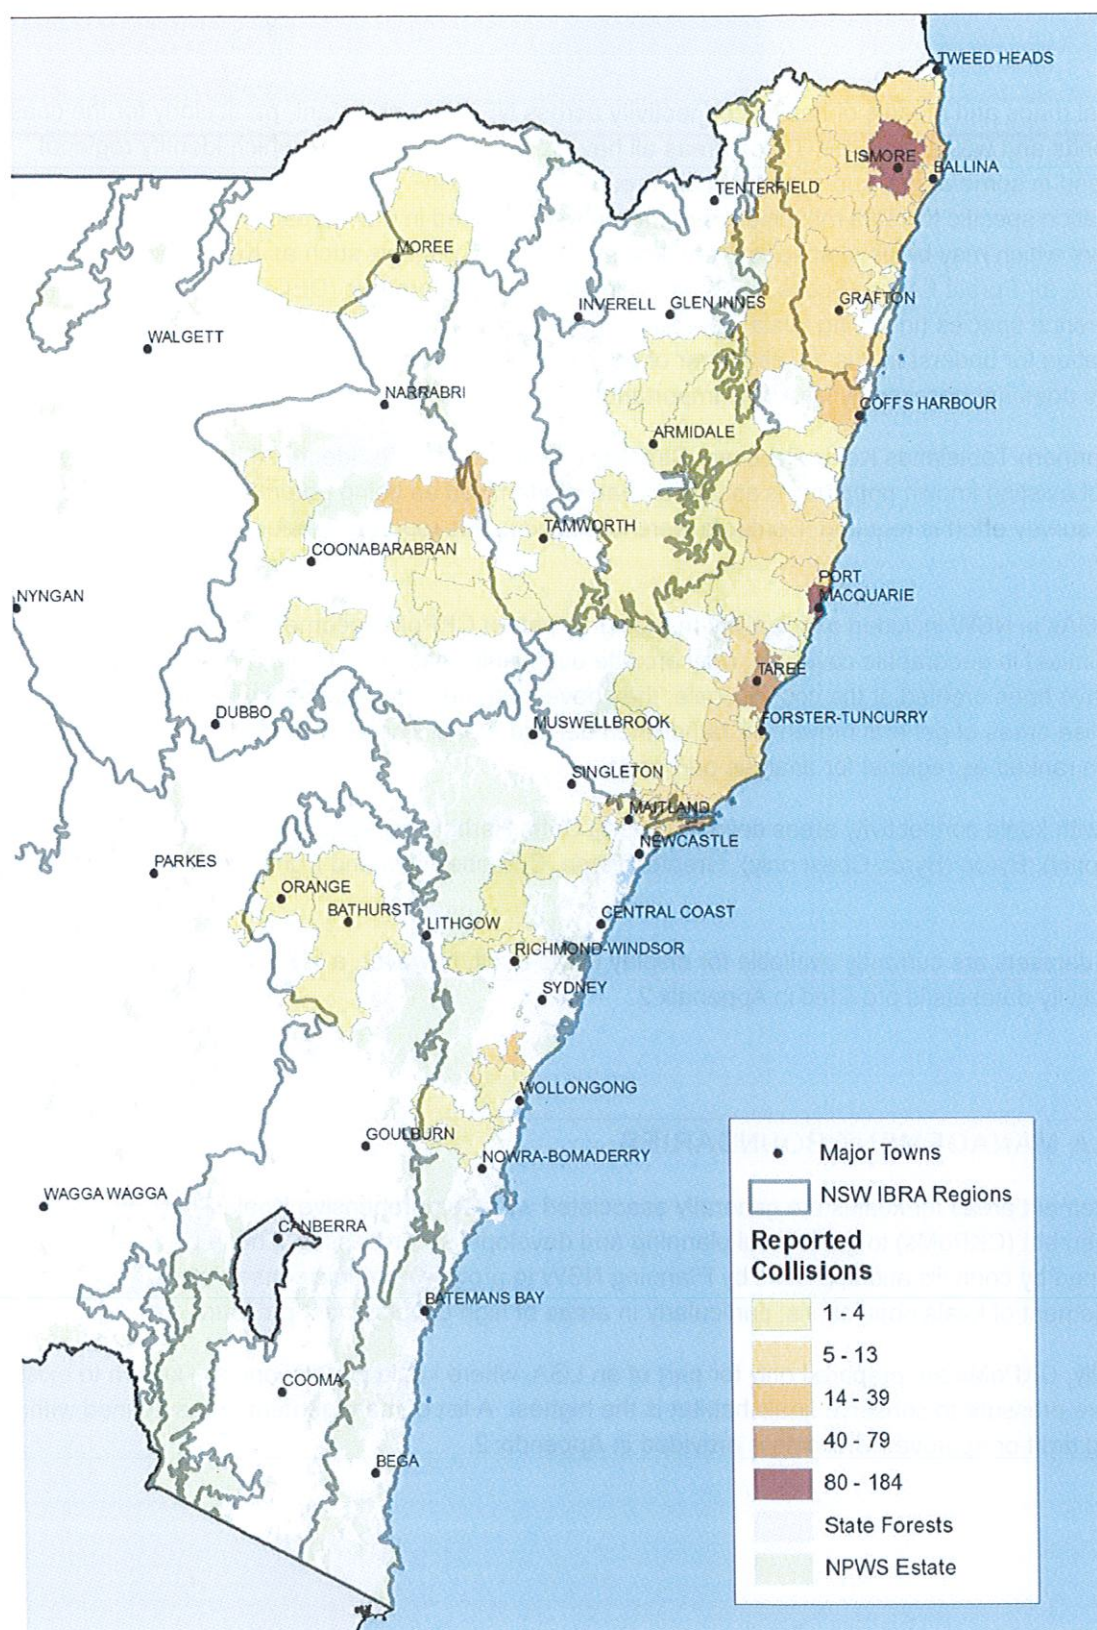 TWEED HEADS
LISMORE
BALLINA
TENTERFIELD
MOREE
INVERELL
GLEN INNES
GRAFTON
WALGETT
NARRABRI
COFFS HARBOUR
ARMIDALE
TAMWORTH
COONABARABRAN
PORT
MACQUARIE
NYNGAN
TAREE
DUBBO
MUSWELLBROOK
FORSTER-TUNCURRY
SINGLETON
MAITLAND
NEWCASTLE
PARKES
ORANGE
BATHURST
LITHGOW
CENTRAL COAST
RICHMOND-WINDSOR
SYDNEY
WOLLONGONG
GOULBURN
NOWRA-BOMADERRY
WAGGA WAGGA
CANBERRA
BATEMANS BAY
COOMA
BEGA
Major Towns
NSW IBRA Regions
Reported
Collisions
1 - 4
5 - 13
14 - 39
40 - 79
80 - 184
State Forests
NPWS Estate